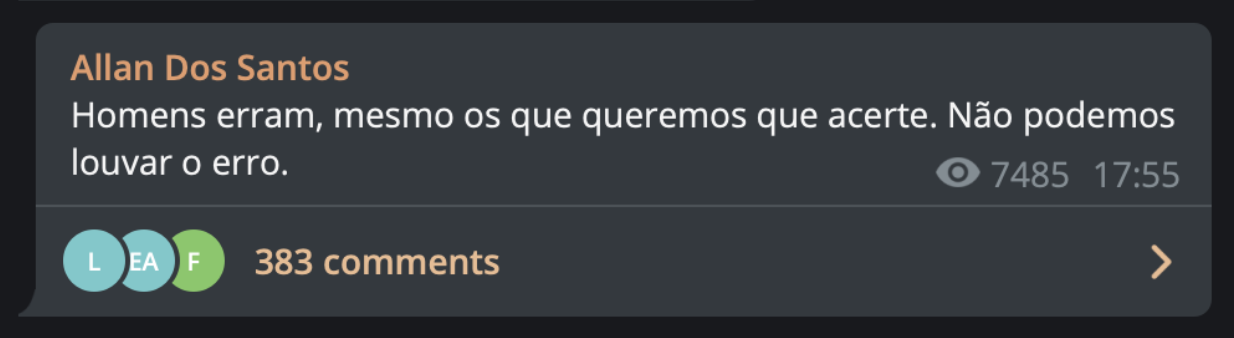 Allan Dos Santos
Homens erram, mesmo os que queremos que acerte. Não podemos
louvar o erro.
7485 17:55
L EA F 383 comments